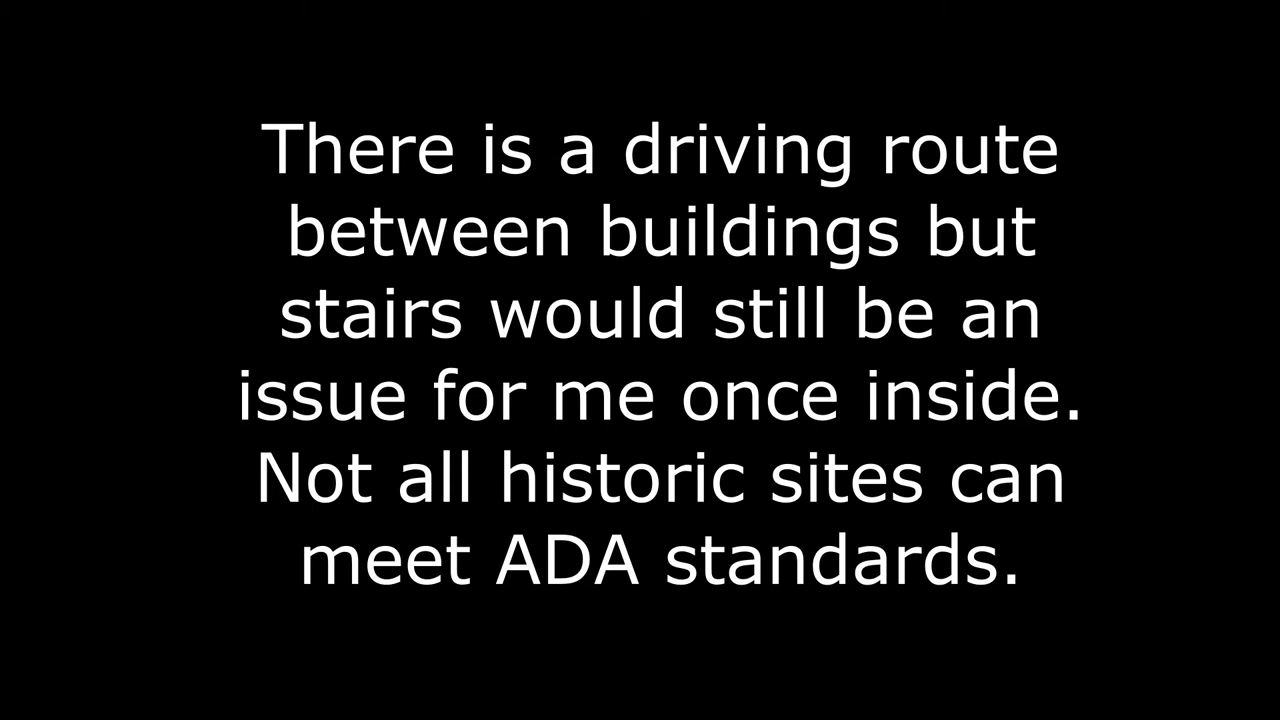 There is a driving route
between buildings but
stairs would still be an
issue for me once inside.
Not all historic sites can
meet ADA standards.